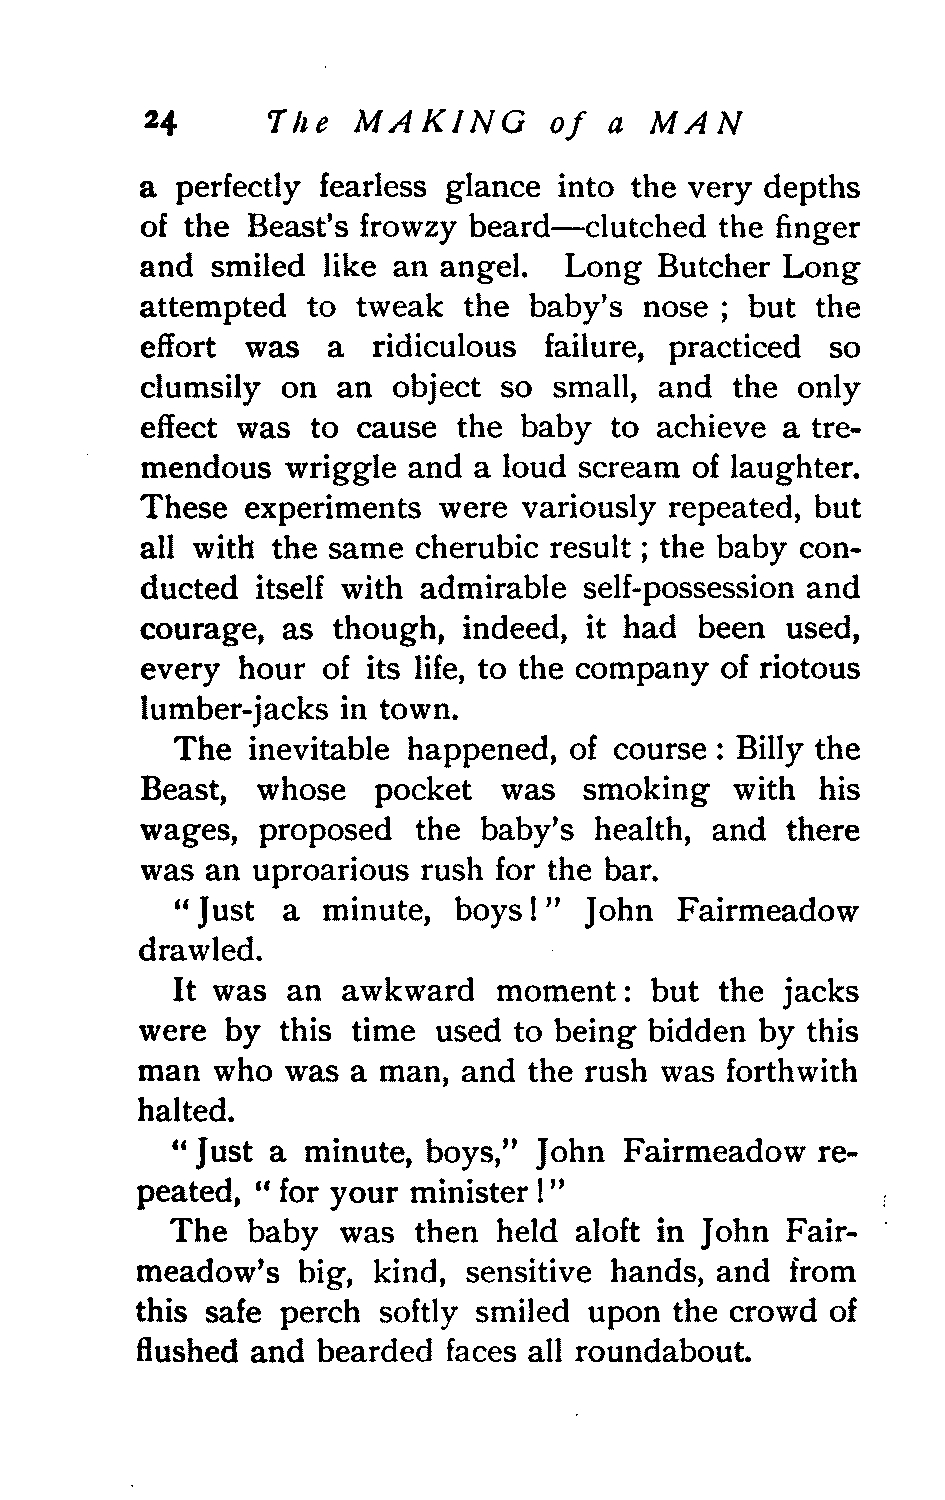 24 The MAKING of a MAN
a perfectly fearless glance into the very depths
of the Beast's frowzy beard—clutched the finger
and smiled like an angel. Long Butcher Long
attempted to tweak the baby's nose ; but the
effort was a ridiculous failure, practiced so
clumsily on an object so small, and the only
effect was to cause the baby to achieve a tre-
mendous wriggle and a loud scream of laughter.
These experiments were variously repeated, but
all with the same cherubic result ; the baby con-
ducted itself with admirable self-possession and
courage, as though, indeed, it had been used,
every hour of its life, to the company of riotous
lumber-jacks in town.
The inevitable happened, of course : Billy the
Beast, whose pocket was smoking with his
wages, proposed the baby's health, and there
was an uproarious rush for the bar.
“ Just a minute, boys ! ” John Fairmeadow
drawled.
It was an awkward moment : but the jacks
were by this time used to being bidden by this
man who was a man, and the rush was forthwith
halted.
“ Just a minute, boys,” John Fairmeadow re-
peated, “ for your minister ! ”
The baby was then held aloft in John Fair-
meadow's big, kind, sensitive hands, and from
this safe perch softly smiled upon the crowd of
flushed and bearded faces all roundabout.